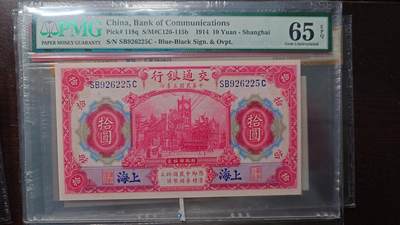 PMG
PAPER MONEY GUARANTY
China, Bank of Communications
Pick# 118q S/M#C126-115b 1914 10 Yuan - Shanghai
S/N SB926225C - Blue-Black Sign. & Ovpt.
65 EPQ
Gem Uncirculated
交通銀行
SB926225C
SB926225C
拾圓
拾圓
上海
上海